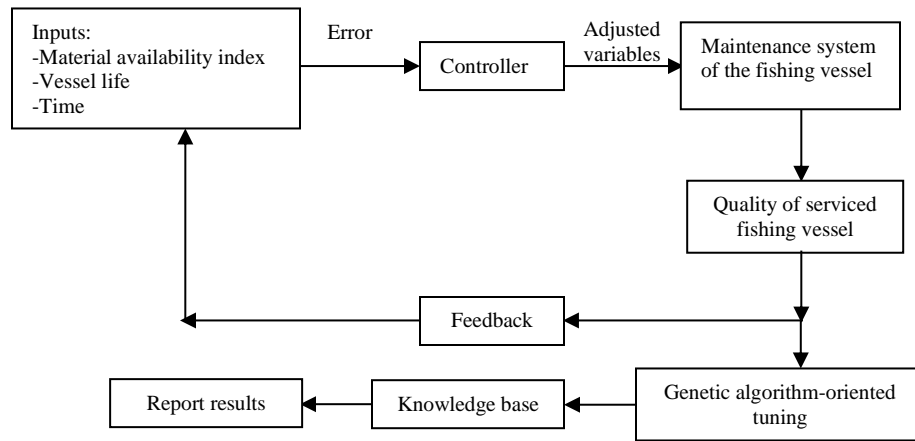 Inputs:
-Material availability index
-Vessel life
-Time
Error
Controller
Adjusted
variables
Maintenance system
of the fishing vessel
Quality of serviced
fishing vessel
Feedback
Genetic algorithm-oriented
tuning
Knowledge base
Report results